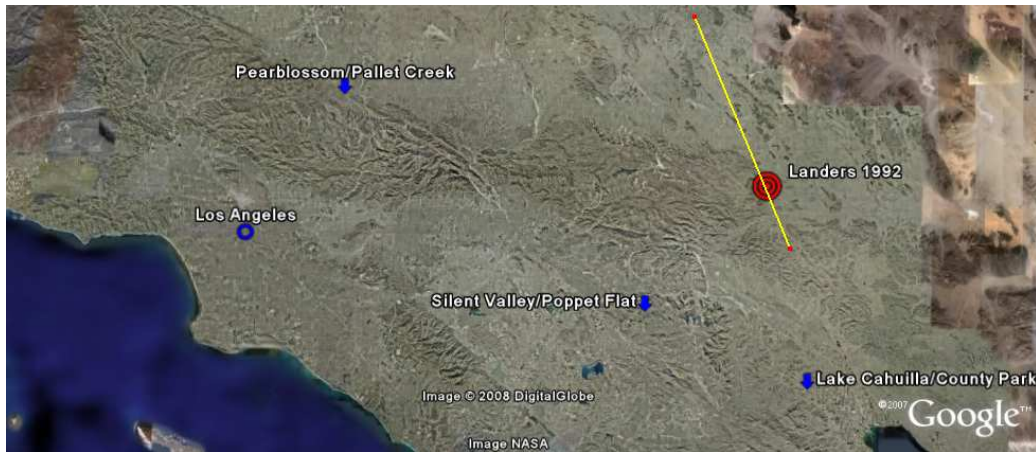 Pearblossom/Pallet Creek
Landers 1992
Los Angeles
Silent Valley/Poppet Flat
Lake Cahuilla/County Park
Image © 2008 DigitalGlobe
©2007 Google™
Image NASA